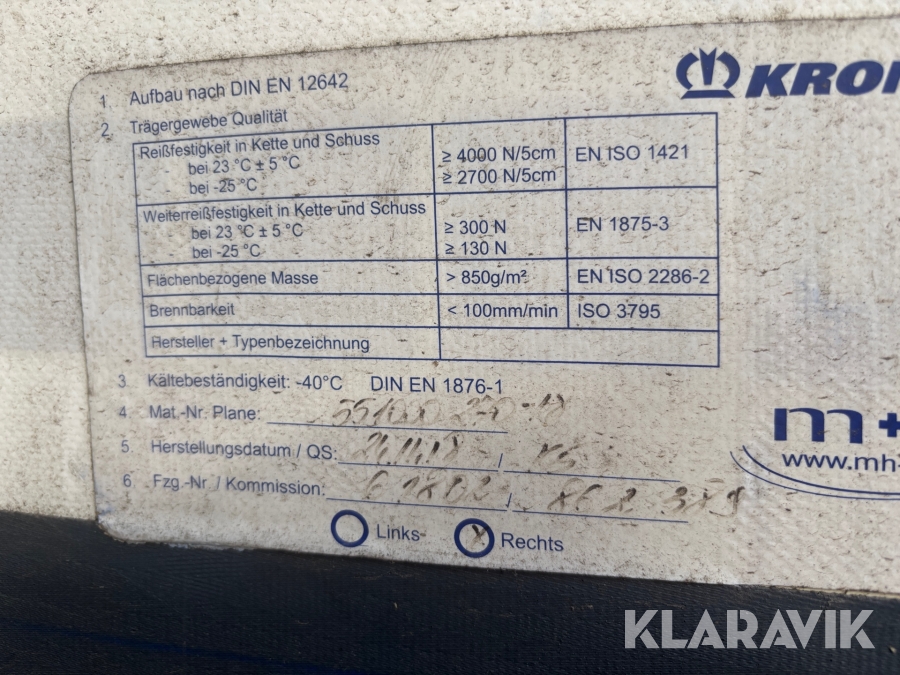 KRON
1. Aufbau nach DIN EN 12642
2. Trägergewebe Qualität
Reißfestigkeit in Kette und Schuss
bei 23 °C ± 5 °C ≥ 4000 N/5cm EN ISO 1421
bei -25 °C ≥ 2700 N/5cm
Weiterreißfestigkeit in Kette und Schuss
bei 23 °C ± 5 °C ≥ 300 N EN 1875-3
bei -25 °C ≥ 130 N
Flächenbezogene Masse > 850g/m² EN ISO 2286-2
Brennbarkeit < 100mm/min ISO 3795
Hersteller + Typenbezeichnung
3. Kältebeständigkeit: -40°C DIN EN 1876-1
4. Mat.-Nr. Plane:
5. Herstellungsdatum / QS: /
6. Fzg.-Nr / Kommission: /
Links
X Rechts
m+
www.mh-
KLARAVIK